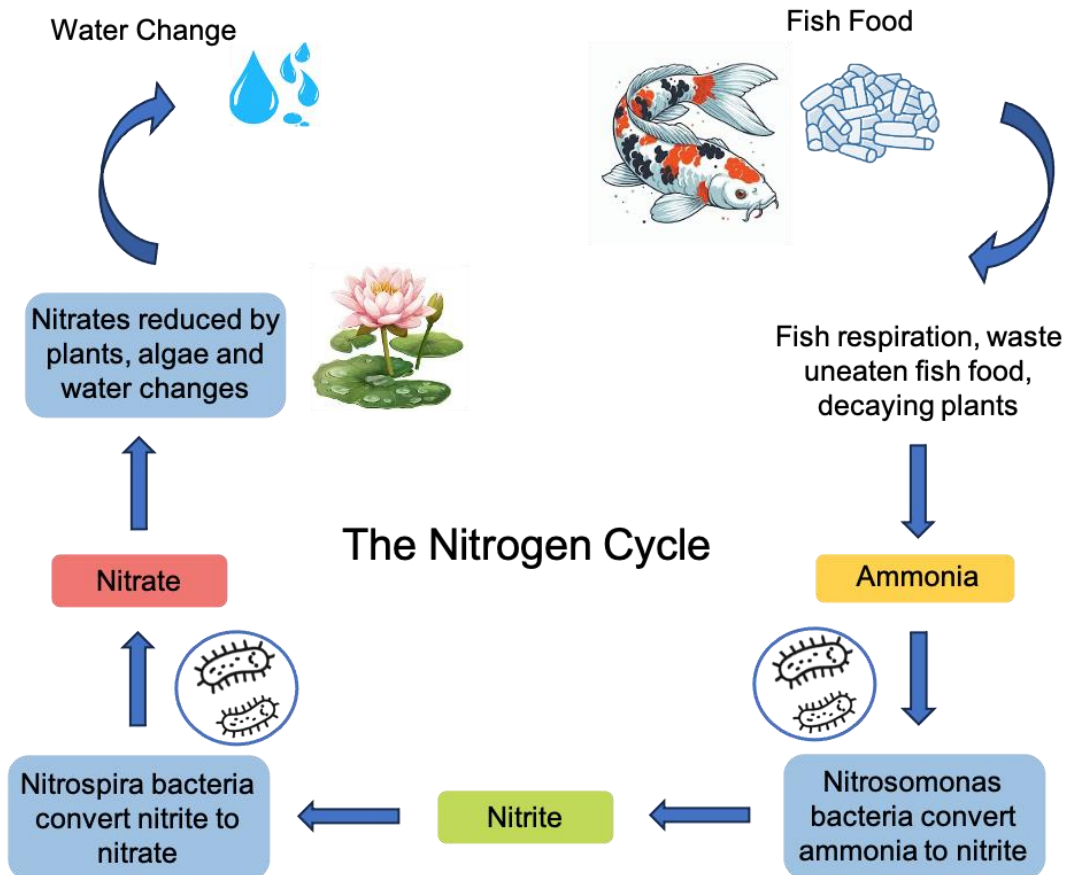 Water Change
Fish Food
Nitrates reduced by
plants, algae and
water changes
Fish respiration, waste
uneaten fish food,
decaying plants
The Nitrogen Cycle
Nitrate
Ammonia
Nitrospira bacteria
convert nitrite to
nitrate
Nitrite
Nitrosomonas
bacteria convert
ammonia to nitrite